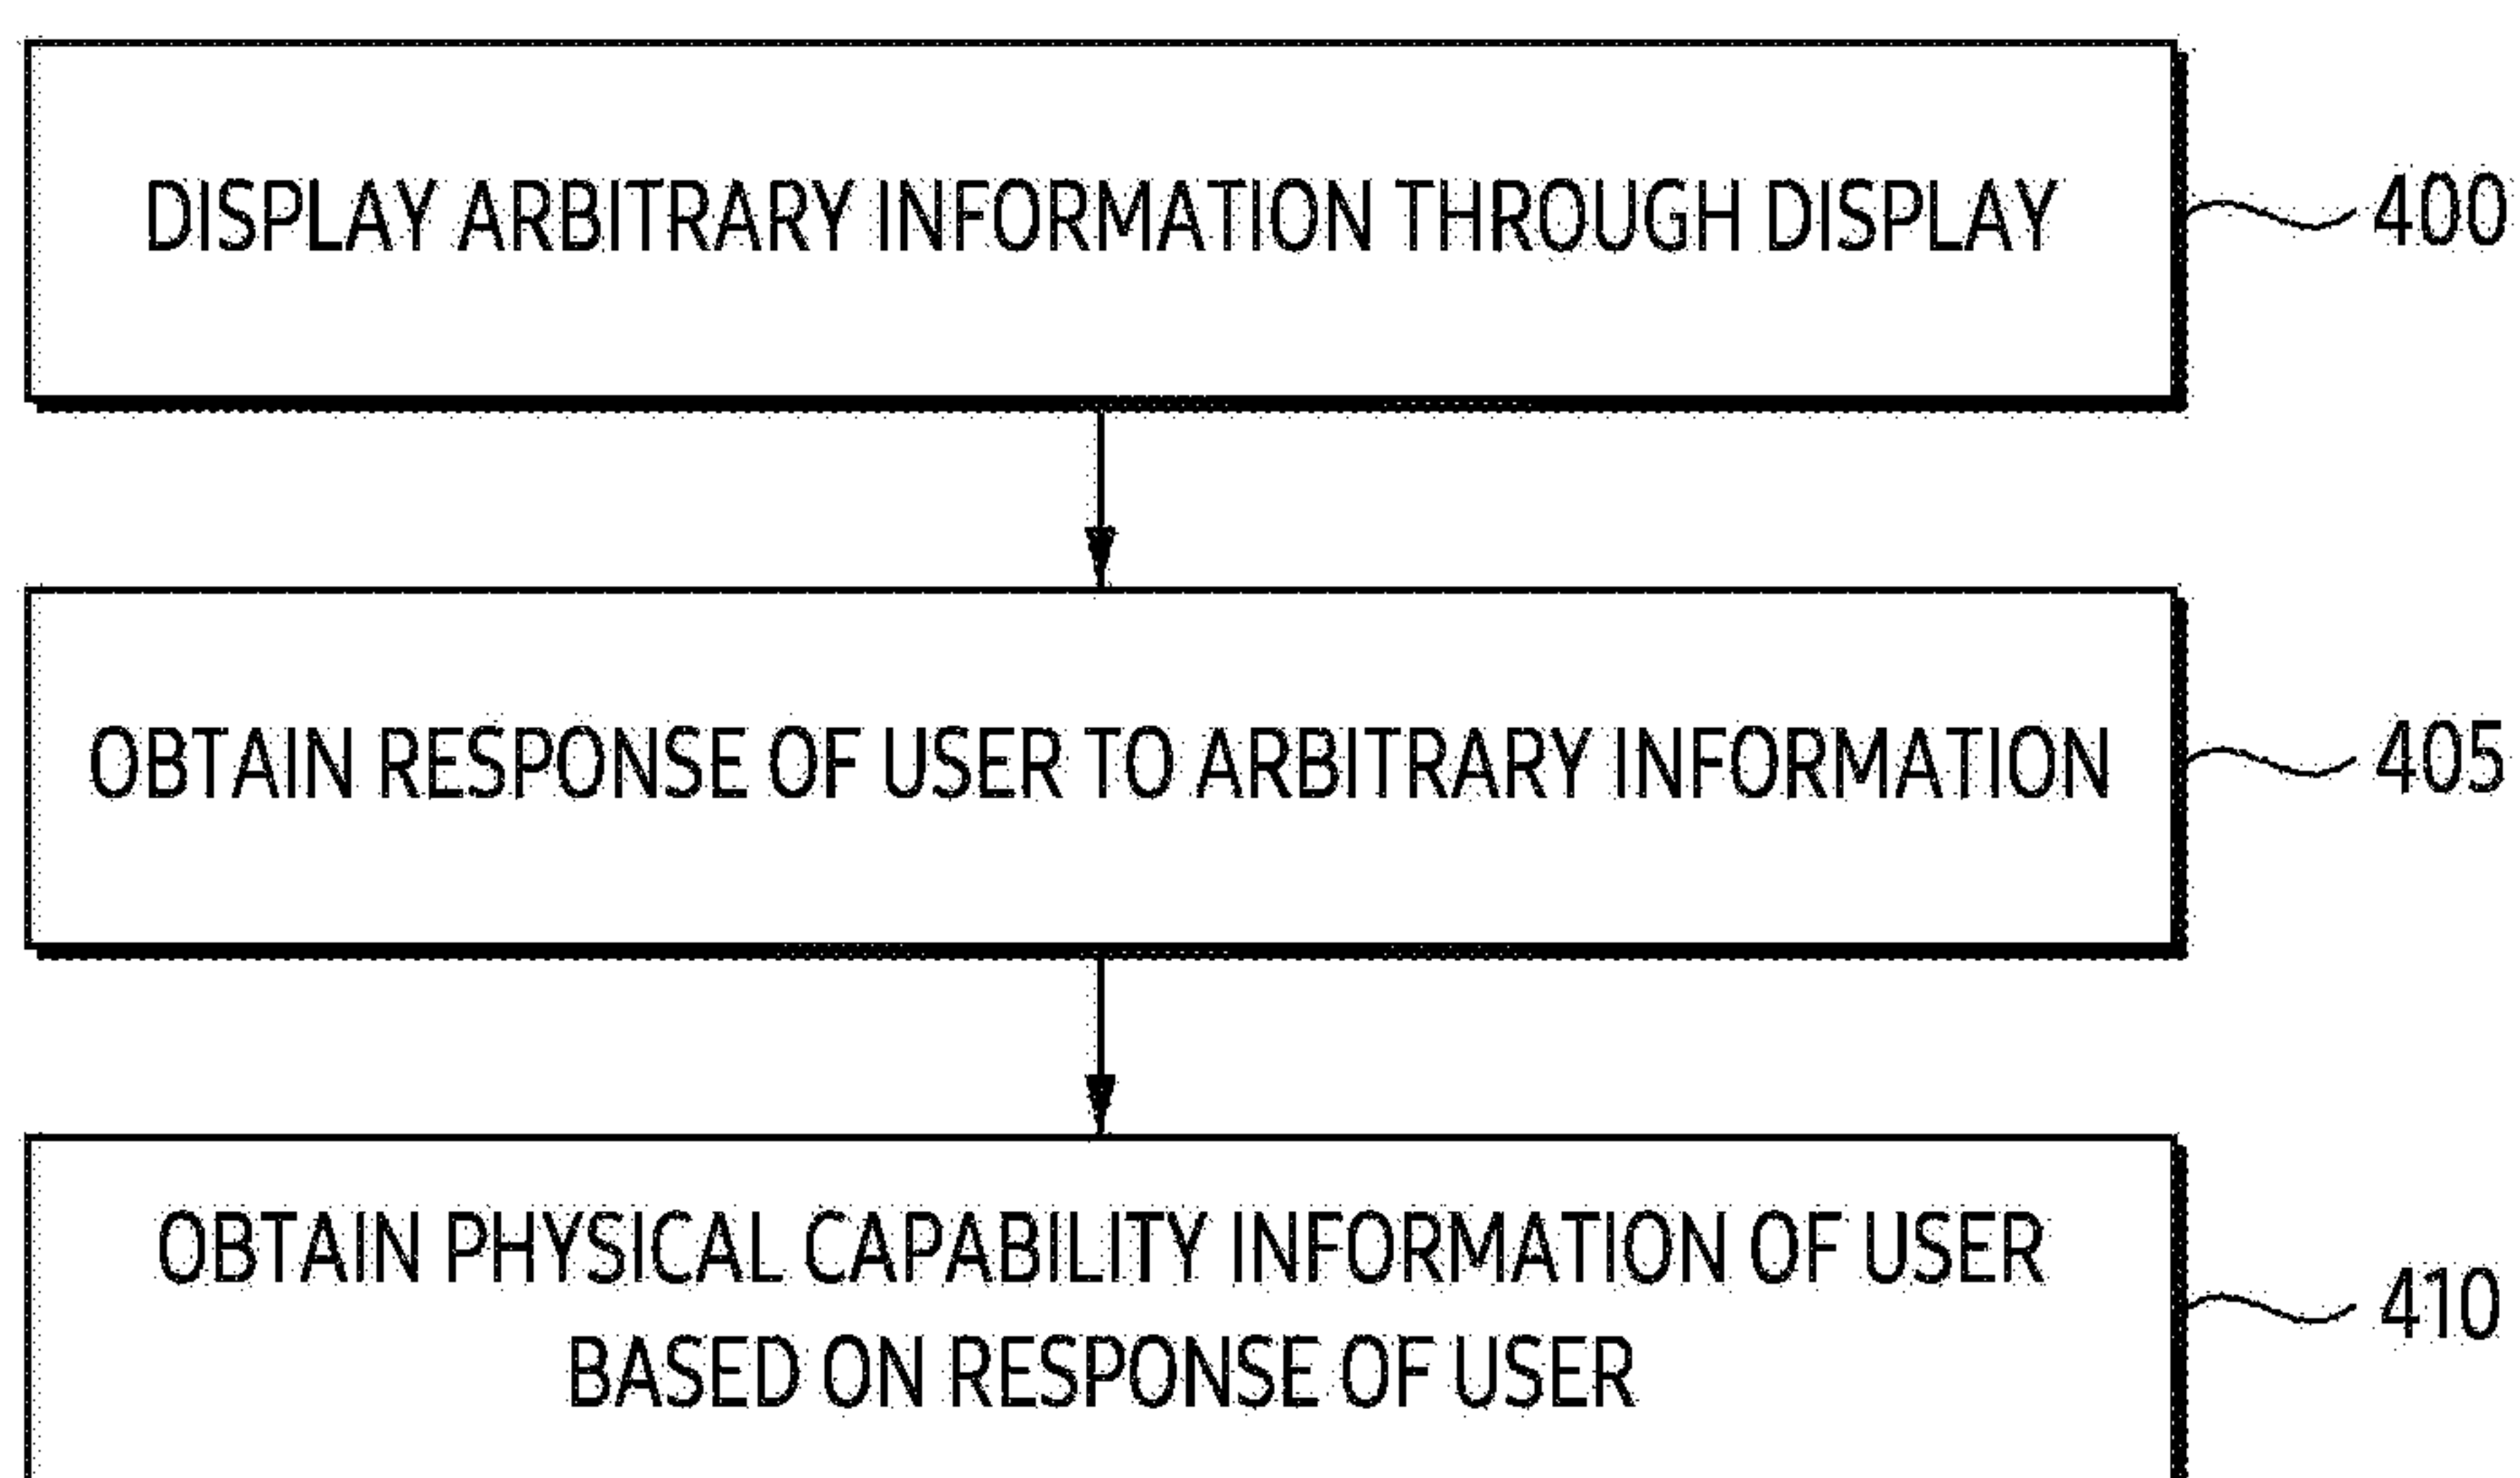 DISPLAY ARBITRARY INFORMATION THROUGH DISPLAY
400
OBTAIN RESPONSE OF USER TO ARBITRARY INFORMATION
405
OBTAIN PHYSICAL CAPABILITY INFORMATION OF USER
BASED ON RESPONSE OF USER
410